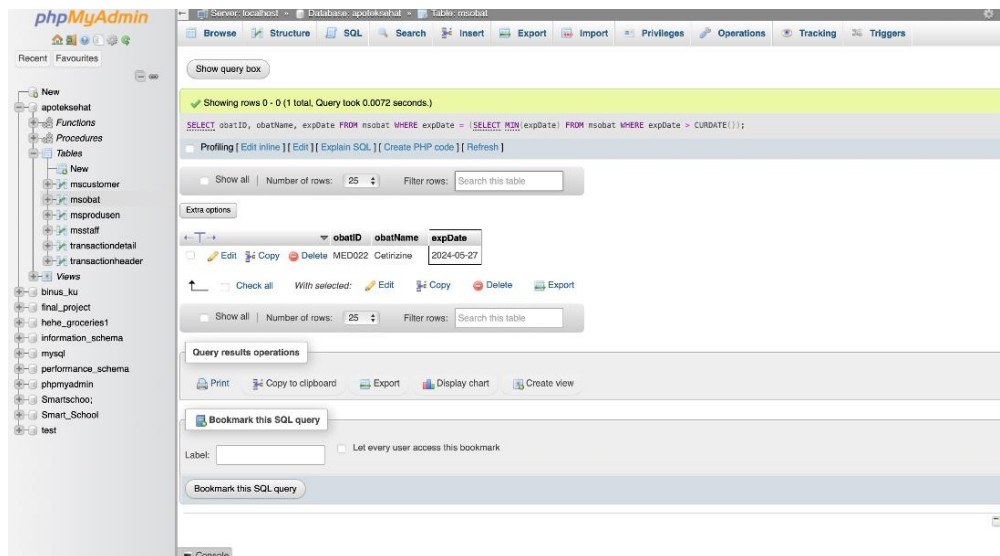 phpMyAdmin
Recent Favourites
New
apoteksehat
Functions
Procedures
Tables
New
mscustomer
msobat
msprodusen
msstaff
transactiondetail
transactionheader
Views
binus_ku
final_project
hehe_groceries1
information_schema
mysql
performance_schema
phpmyadmin
Smartschoo;
Smart_School
test
Server: localhost » Database: apoteksehat » Table: msobat
Browse Structure SQL Search Insert Export Import Privileges Operations Tracking Triggers
Show query box
Showing rows 0 - 0 (1 total, Query took 0.0072 seconds.)
SELECT obatID, obatName, expDate FROM msobat WHERE expDate = (SELECT MIN(expDate) FROM msobat WHERE expDate > CURDATE());
Profiling [ Edit inline ] [ Edit ] [ Explain SQL ] [ Create PHP code ] [ Refresh ]
Show all | Number of rows: 25 Filter rows: Search this table
Extra options
obatID obatName expDate
Edit Copy Delete MED022 Cetirizine 2024-05-27
Check all With selected: Edit Copy Delete Export
Show all | Number of rows: 25 Filter rows: Search this table
Query results operations
Print Copy to clipboard Export Display chart Create view
Bookmark this SQL query
Label: Let every user access this bookmark
Bookmark this SQL query
Console